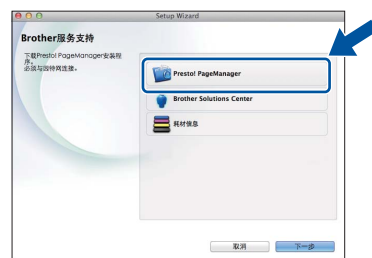 Setup Wizard
Brother服务支持
下载Presto! PageManager安装程
序。
必须与因特网连接。
Presto! PageManager
Brother Solutions Center
耗材信息
取消
下一步